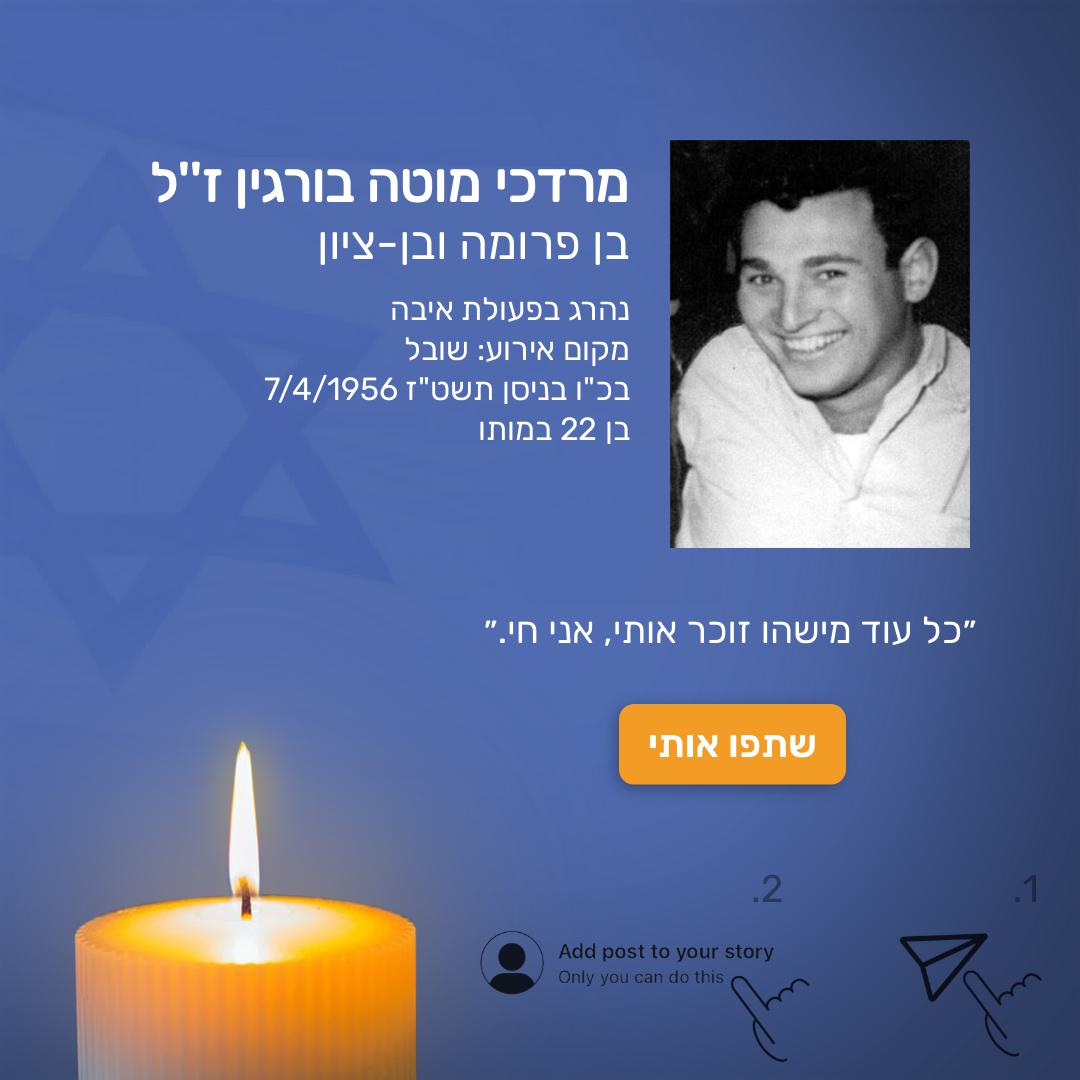 מרדכי מוטה בורגין ז"ל
בן פרומה ובן-ציון
נהרג בפעולת איבה
מקום אירוע: שובל
בכ"ו בניסן תשט"ז 7/4/1956
בן 22 במותו
״כל עוד מישהו זוכר אותי, אני חי.״
שתפו אותי
1.
2.
Add post to your story
Only you can do this